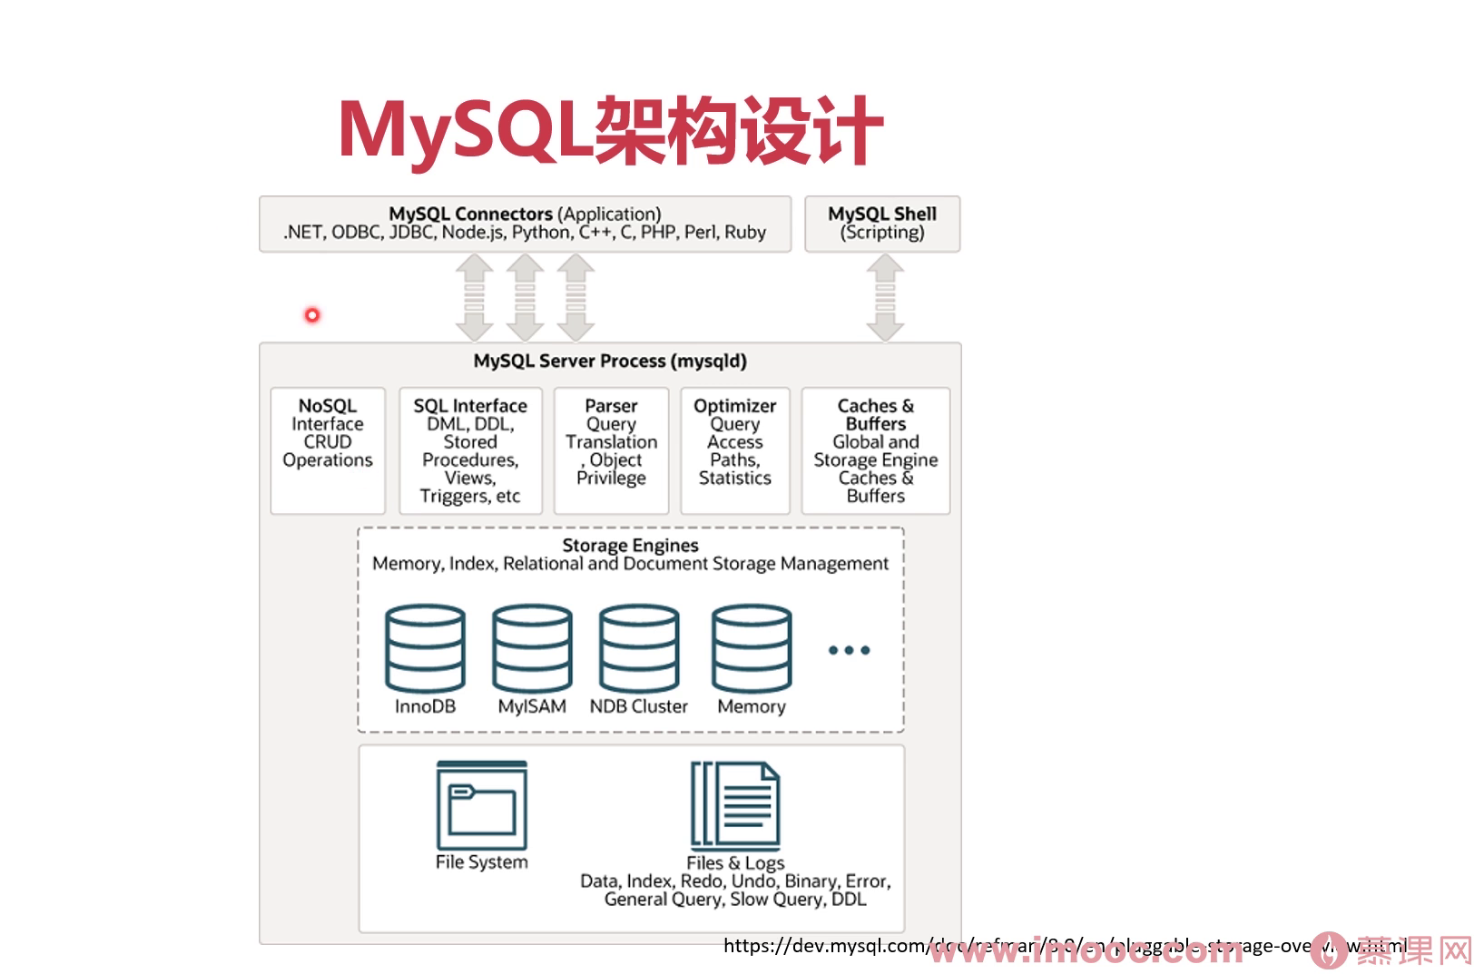 MySQL架构设计
MySQL Connectors (Application)
.NET, ODBC, JDBC, Node.js, Python, C++, C, PHP, Perl, Ruby
MySQL Shell
(Scripting)
MySQL Server Process (mysqld)
NoSQL
Interface
CRUD
Operations
SQL Interface
DML, DDL,
Stored
Procedures,
Views,
Triggers, etc
Parser
Query
Translation
, Object
Privilege
Optimizer
Query
Access
Paths,
Statistics
Caches &
Buffers
Global and
Storage Engine
Caches &
Buffers
Storage Engines
Memory, Index, Relational and Document Storage Management
InnoDB
MyISAM
NDB Cluster
Memory
File System
Files & Logs
Data, Index, Redo, Undo, Binary, Error,
General Query, Slow Query, DDL
https://dev.mysql.com/doc/refman/8.0/en/pluggable-storage-overview.html
www.imooc.com
慕课网